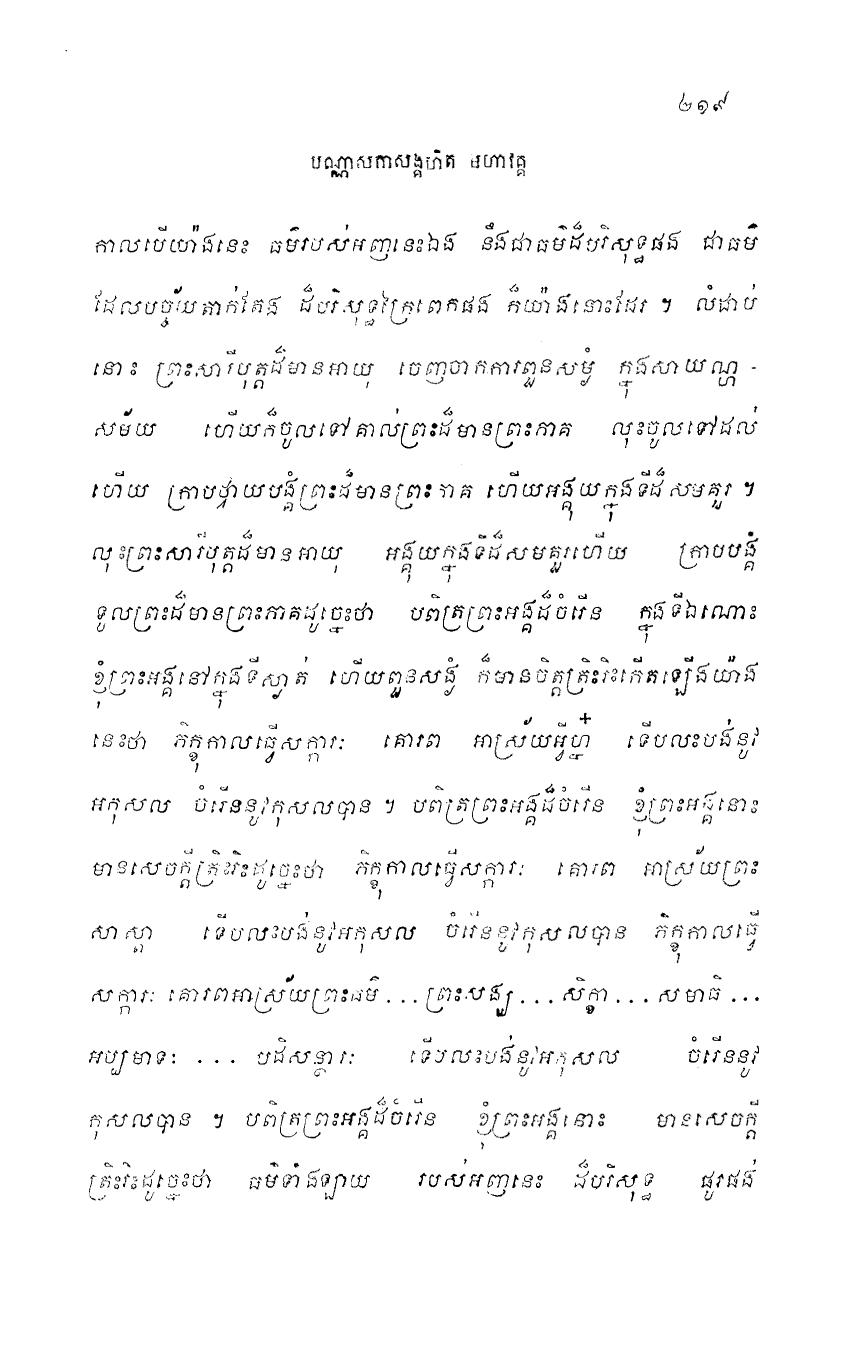 ២១៩
បណ្ណាសកាសង្គហិត មហាវគ្គ
កាលបើយ៉ាងនេះ ធម៌របស់អញនេះឯង នឹងជាធម៌ដ៏បរិសុទ្ធផង ជាធម៌
ដែលបច្ច័យតាក់តែង ដ៏បរិសុទ្ធក្រៃពេកផង ក៏យ៉ាងនោះដែរ ។ លំដាប់
នោះ ព្រះសារីបុត្តដ៏មានអាយុ ចេញចាកការពួនសម្ងំ ក្នុងសាយណ្ហ -
សម័យ ហើយក៏ចូលទៅគាល់ព្រះដ៏មានព្រះភាគ លុះចូលទៅដល់
ហើយ ក្រាបថ្វាយបង្គំព្រះដ៏មានព្រះភាគ ហើយអង្គុយក្នុងទីដ៏សមគួរ ។
លុះព្រះសារីបុត្តដ៏មានអាយុ អង្គុយក្នុងទីដ៏សមគួរហើយ ក្រាបបង្គំ
ទូលព្រះដ៏មានព្រះភាគដូច្នេះថា បពិត្រព្រះអង្គដ៏ចំរើន ក្នុងទីឯណោះ
ខ្ញុំព្រះអង្គនៅក្នុងទីស្ងាត់ ហើយពួនសង្ងំ ក៏មានចិត្តត្រិះរិះកើតឡើងយ៉ាង
នេះថា ភិក្ខុកាលធ្វើសក្ការៈ គោរព អាស្រ័យអ្វីហ្ន៎ ទើបលះបង់នូវ
អកុសល ចំរើននូវកុសលបាន ។ បពិត្រព្រះអង្គដ៏ចំរើន ខ្ញុំព្រះអង្គនោះ
មានសេចក្តីត្រិះរិះដូច្នេះថា ភិក្ខុកាលធ្វើសក្ការៈ គោរព អាស្រ័យព្រះ
សាស្តា ទើបលះបង់នូវអកុសល ចំរើននូវកុសលបាន ភិក្ខុកាលធ្វើ
សក្ការៈ គោរពអាស្រ័យព្រះធម៌ ... ព្រះសង្ឃ ... សិក្ខា ... សមាធិ ...
អប្បមាទ: ... បដិសន្ថារៈ ទើបលះបង់នូវអកុសល ចំរើននូវ
កុសលបាន ។ បពិត្រព្រះអង្គដ៏ចំរើន ខ្ញុំព្រះអង្គនោះ មានសេចក្តី
ត្រិះរិះដូច្នេះថា ធម៌ទាំងឡាយ របស់អញនេះ ដ៏បរិសុទ្ធ ផូរផង់